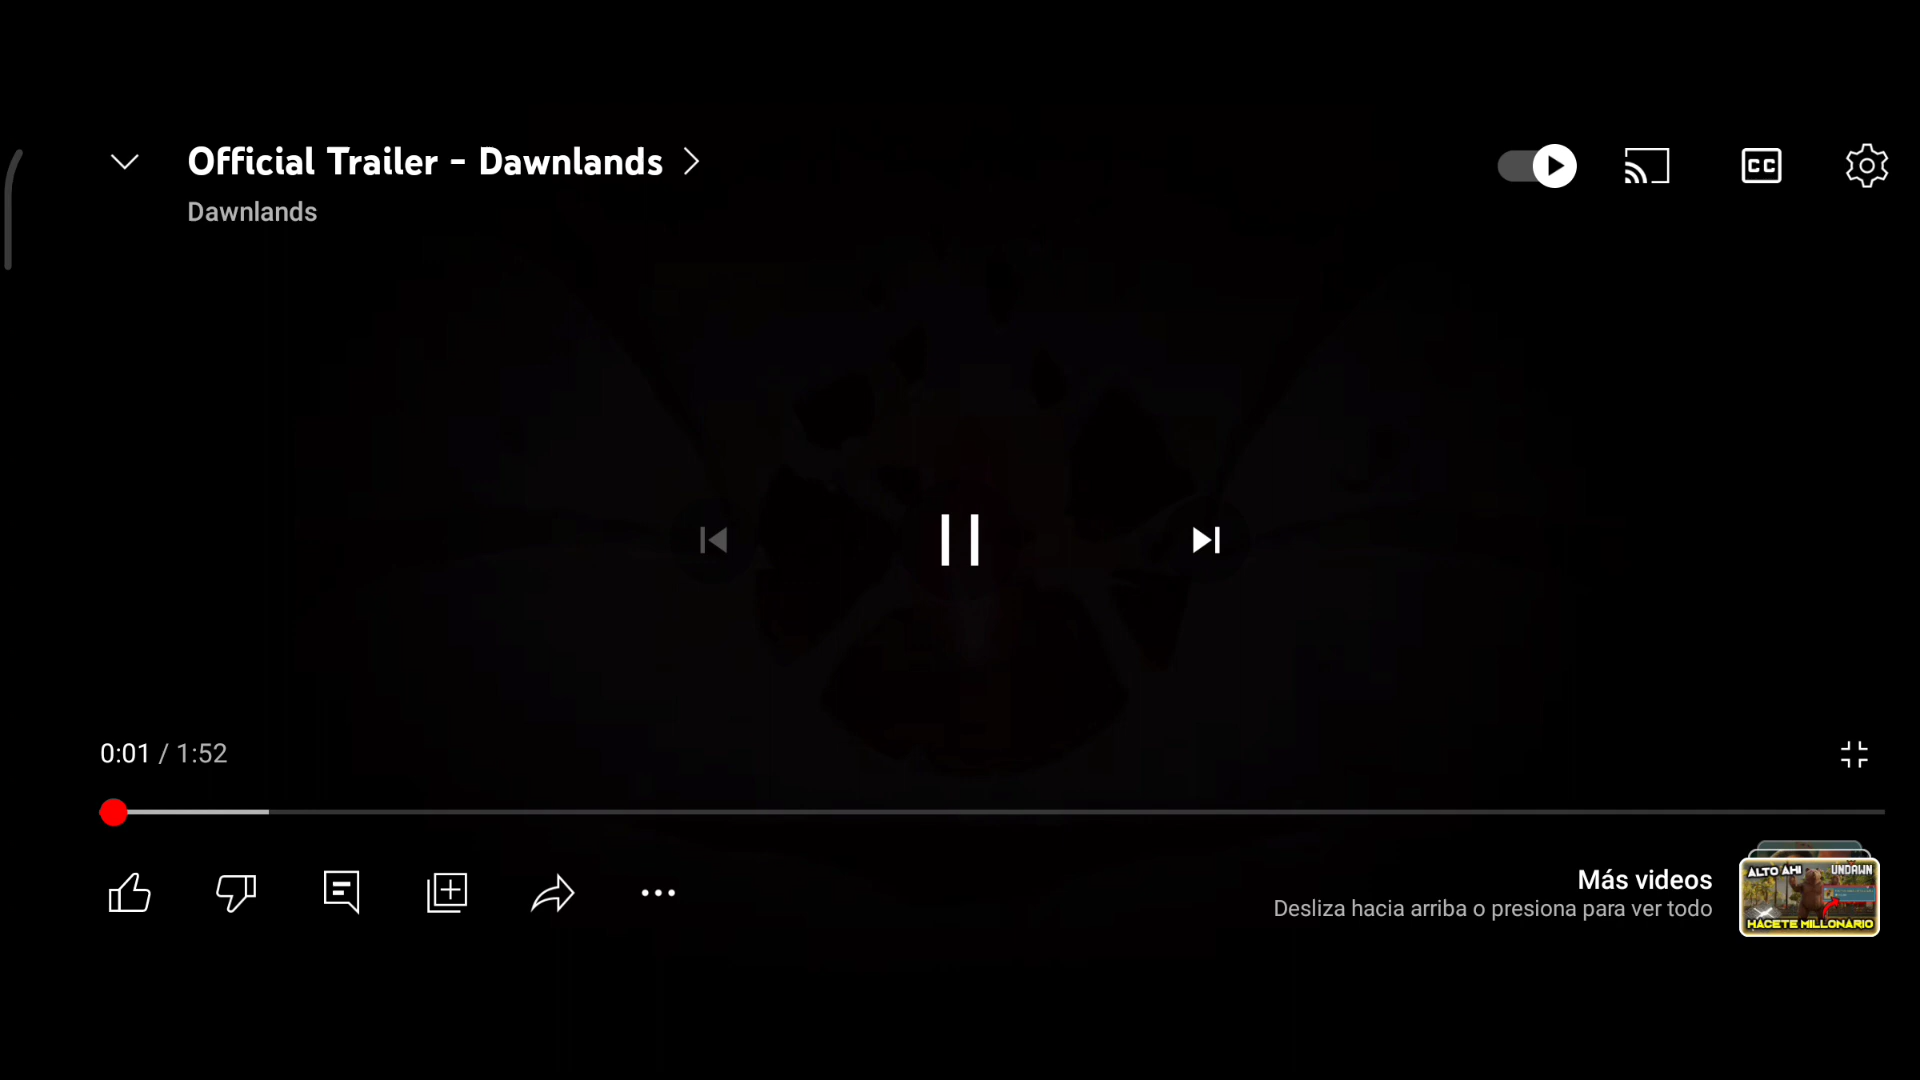 Official Trailer - Dawnlands
Dawnlands
CC
0:01 / 1:52
Más videos
Desliza hacia arriba o presiona para ver todo
ALTO AHI
UNDAWN
HACETE MILLONARIO